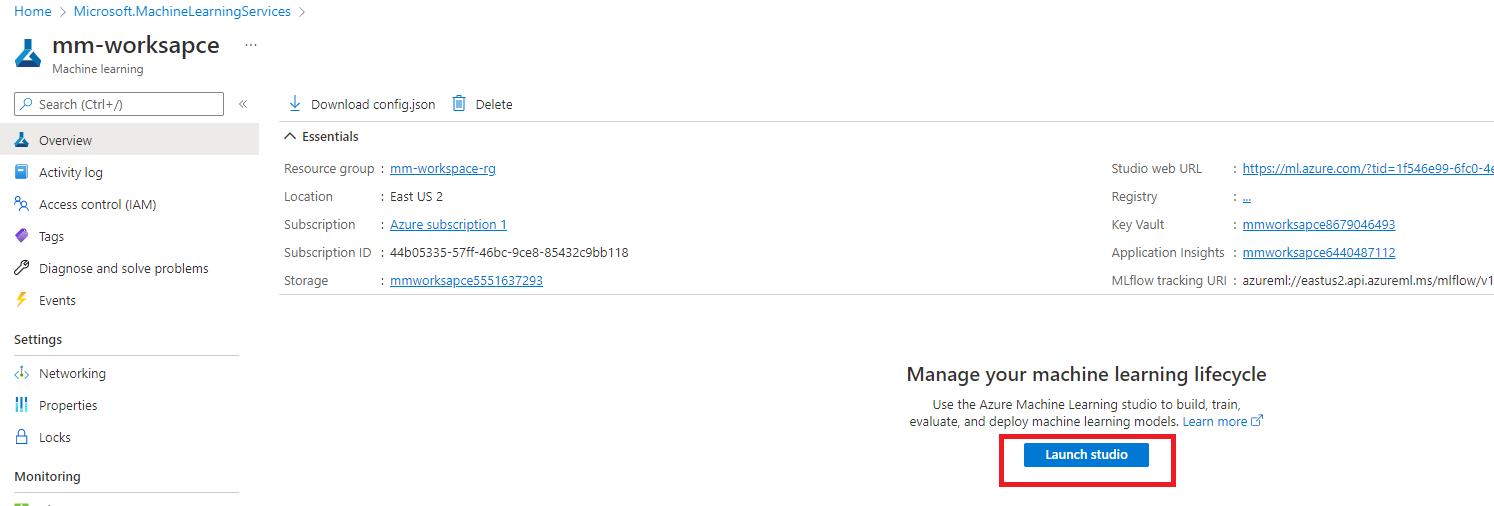 Home > Microsoft.MachineLearningServices >
mm-worksapce ...
Machine learning
Search (Ctrl+/) «
Overview
Activity log
Access control (IAM)
Tags
Diagnose and solve problems
Events
Settings
Networking
Properties
Locks
Monitoring
Download config.json Delete
Essentials
Resource group : mm-workspace-rg
Location : East US 2
Subscription : Azure subscription 1
Subscription ID : 44b05335-57ff-46bc-9ce8-85432c9bb118
Storage : mmworksapce5551637293
Studio web URL : https://ml.azure.com/?tid=1f546e99-6fc0-4e
Registry : ...
Key Vault : mmworksapce8679046493
Application Insights : mmworksapce6440487112
MLflow tracking URI : azureml://eastus2.api.azureml.ms/mlflow/v1
Manage your machine learning lifecycle
Use the Azure Machine Learning studio to build, train,
evaluate, and deploy machine learning models. Learn more
Launch studio